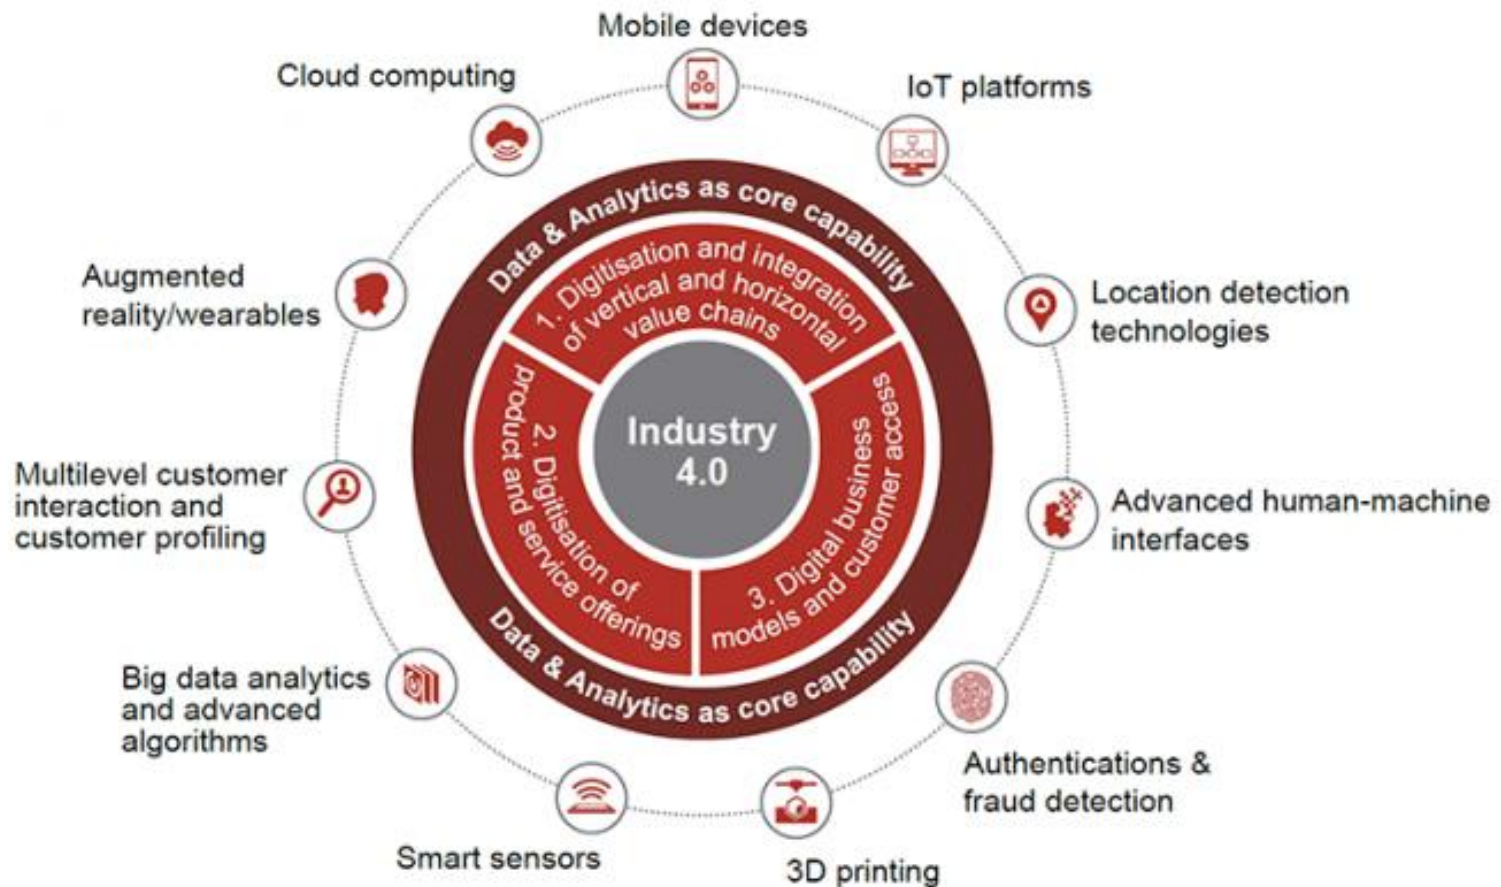 Mobile devices
Cloud computing
IoT platforms
Data & Analytics as core capability
1. Digitisation and integration
of vertical and horizontal
value chains
Augmented
reality/wearables
Location detection
technologies
Industry
4.0
2. Digitisation of
product and service offerings
3. Digital business
models and customer access
Multilevel customer
interaction and
customer profiling
Advanced human-machine
interfaces
Data & Analytics as core capability
Big data analytics
and advanced
algorithms
Authentications &
fraud detection
Smart sensors
3D printing